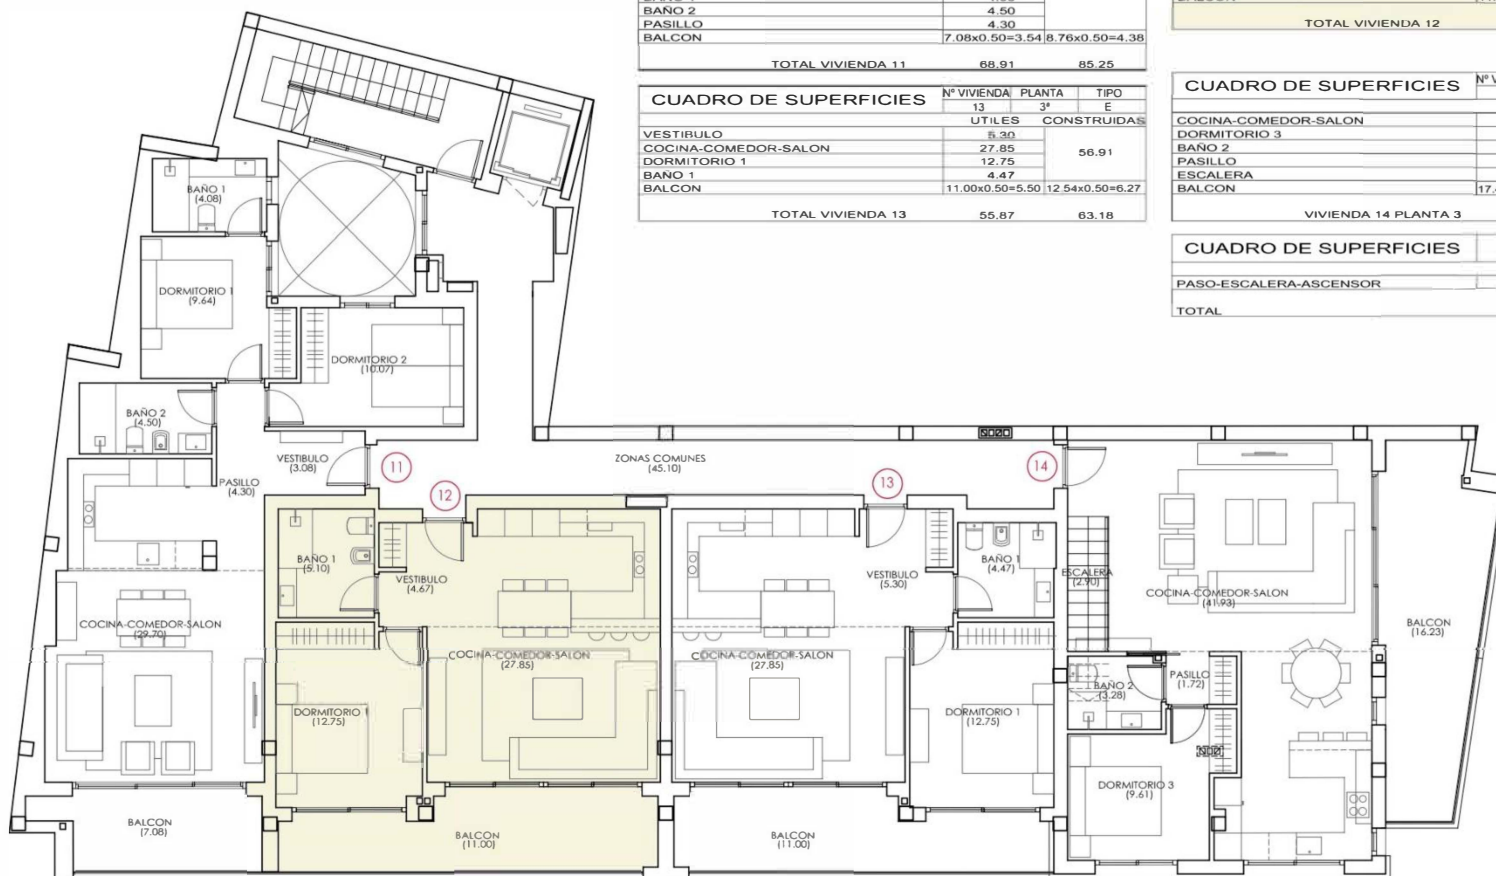 BAÑO 2 4.50
PASILLO 4.30
BALCON 7.08x0.50=3.54 8.76x0.50=4.38
TOTAL VIVIENDA 11 68.91 85.25
TOTAL VIVIENDA 12
CUADRO DE SUPERFICIES Nº VIVIENDA PLANTA TIPO
13 3ª E
UTILES CONSTRUIDAS
VESTIBULO 5.30
COCINA-COMEDOR-SALON 27.85 56.91
DORMITORIO 1 12.75
BAÑO 1 4.47
BALCON 11.00x0.50=5.50 12.54x0.50=6.27
TOTAL VIVIENDA 13 55.87 63.18
CUADRO DE SUPERFICIES
COCINA-COMEDOR-SALON
DORMITORIO 3
BAÑO 2
PASILLO
ESCALERA
BALCON
VIVIENDA 14 PLANTA 3
CUADRO DE SUPERFICIES
PASO-ESCALERA-ASCENSOR
TOTAL
BAÑO 1
(4.08)
DORMITORIO 1
(9.64)
DORMITORIO 2
(10.07)
BAÑO 2
(4.50)
VESTIBULO
(3.08)
PASILLO
(4.30)
11
12
ZONAS COMUNES
(45.10)
13
14
BAÑO 1
(5.10)
VESTIBULO
(4.67)
VESTIBULO
(5.30)
BAÑO 1
(4.47)
ESCALERA
(2.90)
COCINA-COMEDOR-SALON
(41.93)
BALCON
(16.23)
COCINA-COMEDOR-SALON
(29.70)
COCINA-COMEDOR-SALON
(27.85)
COCINA-COMEDOR-SALON
(27.85)
BAÑO 2
(3.28)
PASILLO
(1.72)
DORMITORIO 1
(12.75)
DORMITORIO 1
(12.75)
DORMITORIO 3
(9.61)
BALCON
(7.08)
BALCON
(11.00)
BALCON
(11.00)